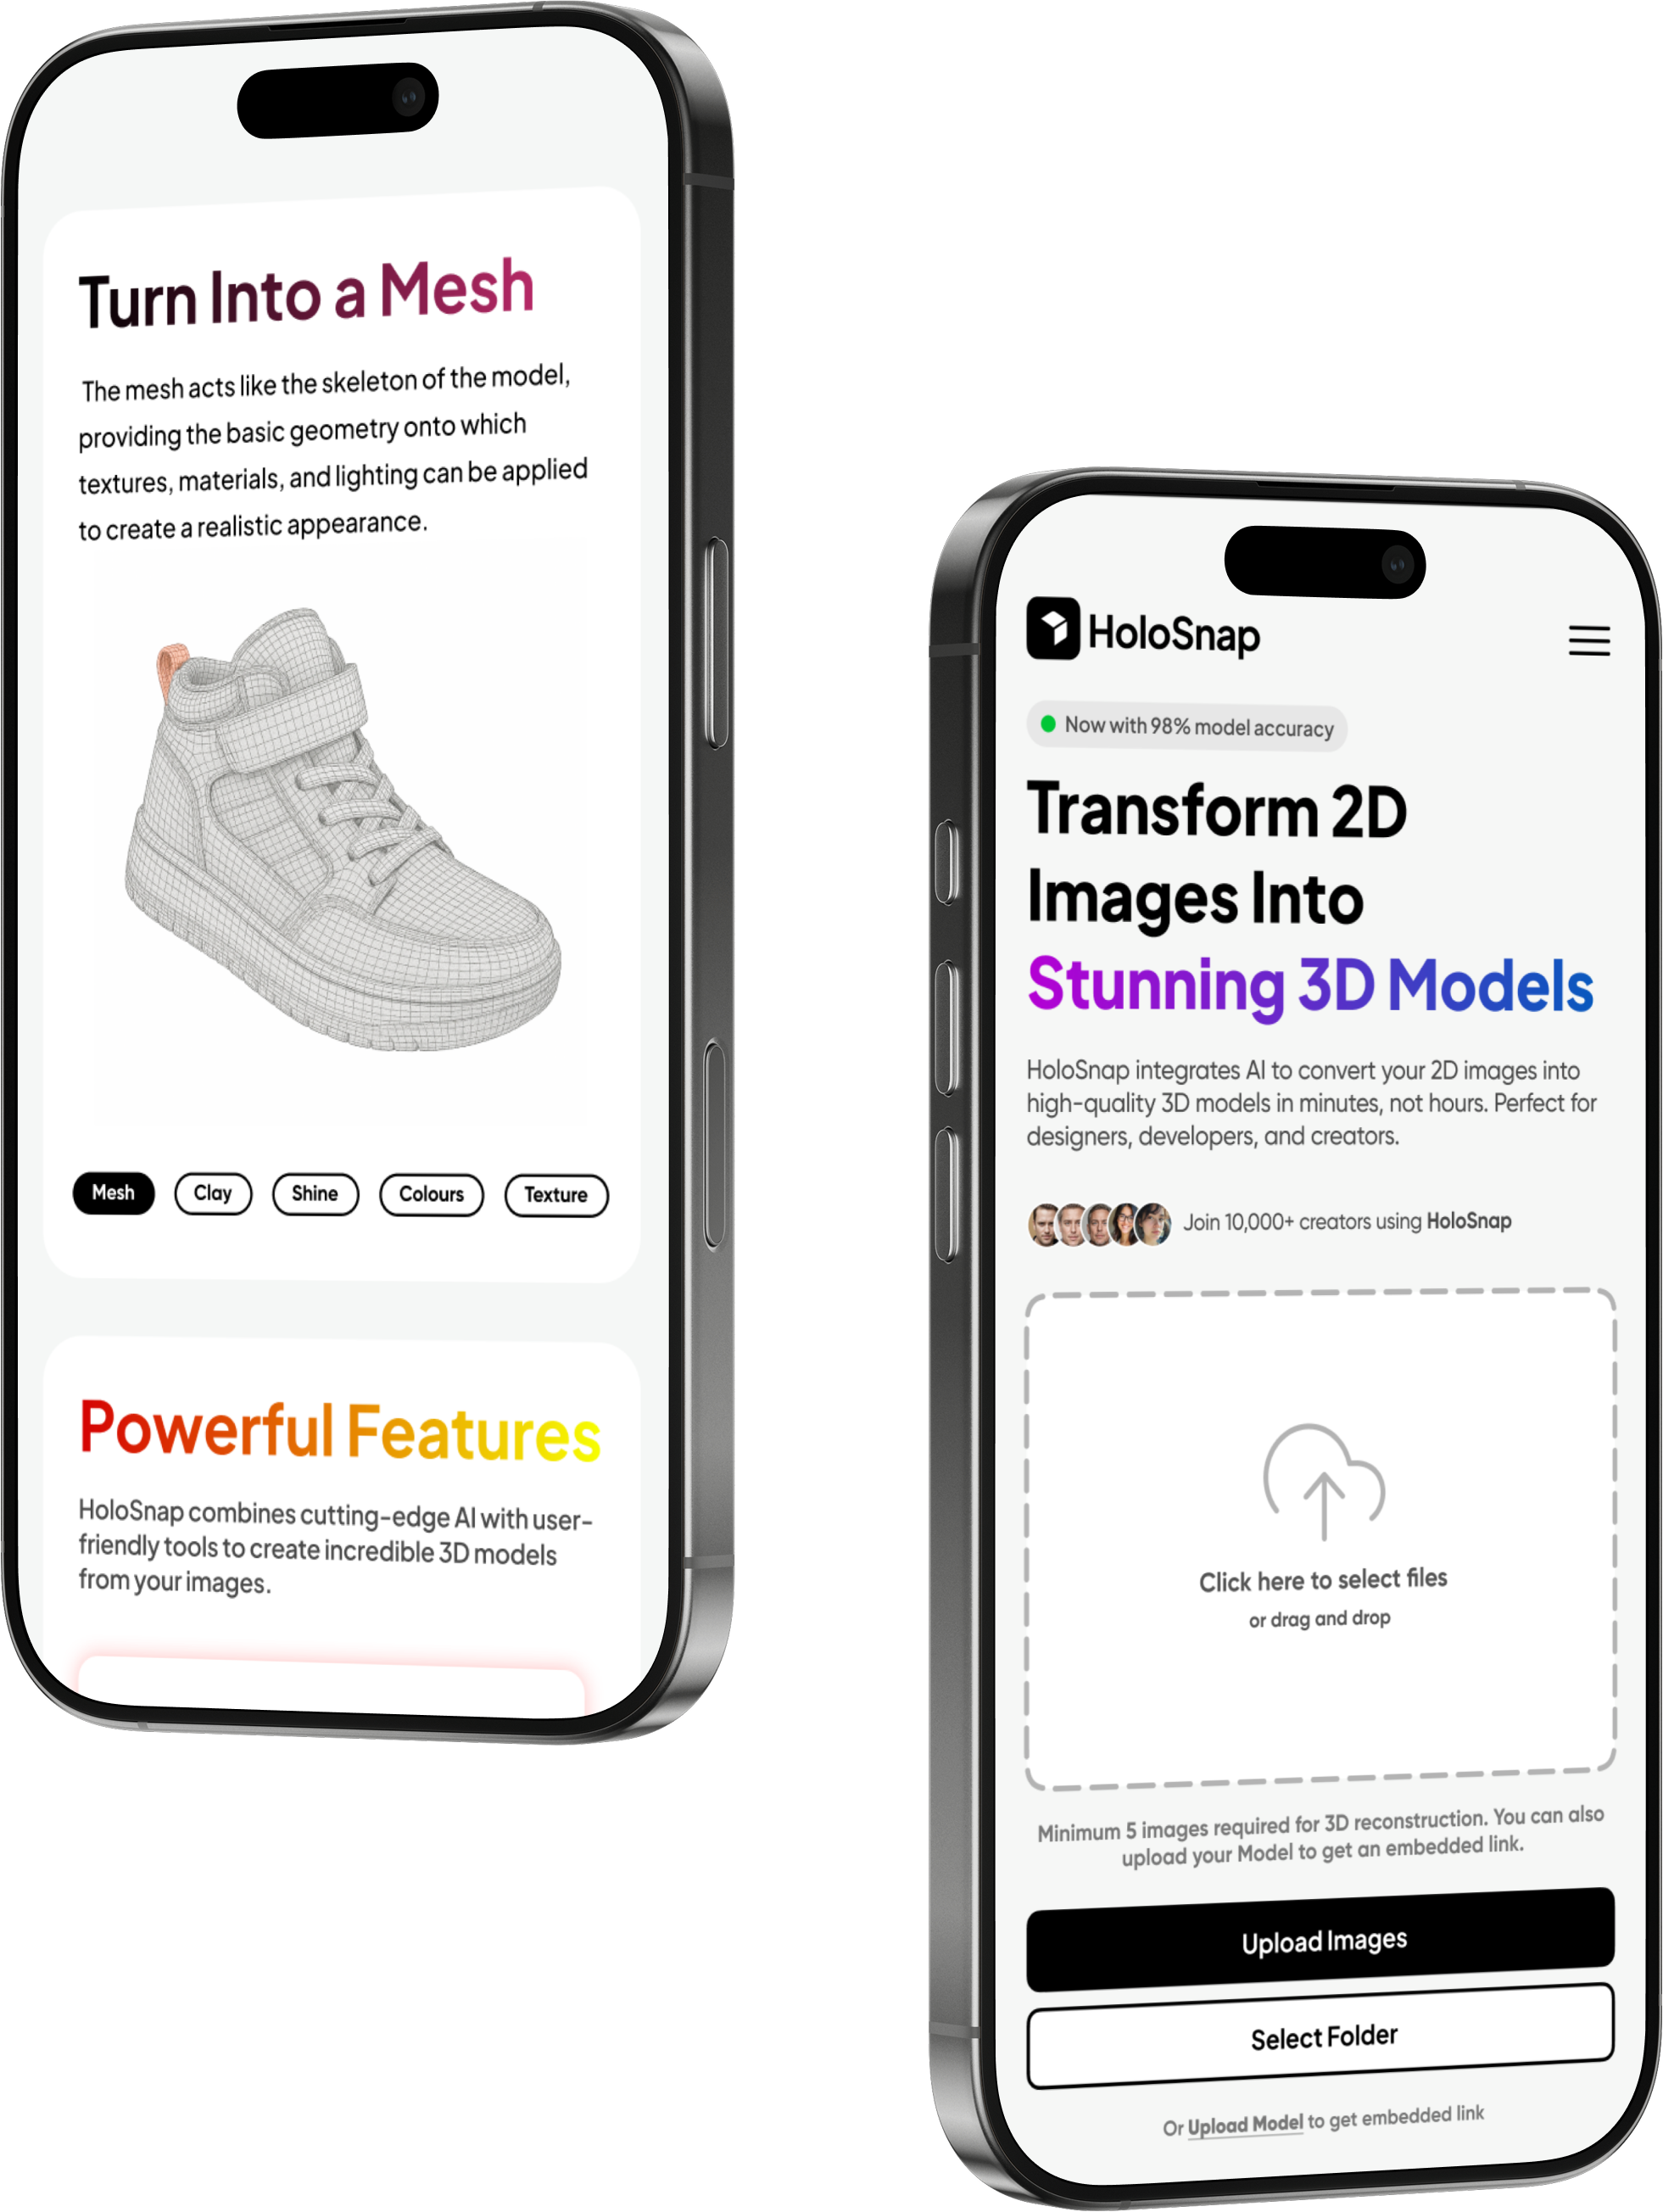 Turn Into a Mesh
The mesh acts like the skeleton of the model,
providing the basic geometry onto which
textures, materials, and lighting can be applied
to create a realistic appearance.
Mesh
Clay
Shine
Colours
Texture
Powerful Features
HoloSnap combines cutting-edge AI with user-
friendly tools to create incredible 3D models
from your images.
HoloSnap
Now with 98% model accuracy
Transform 2D
Images Into
Stunning 3D Models
HoloSnap integrates AI to convert your 2D images into
high-quality 3D models in minutes, not hours. Perfect for
designers, developers, and creators.
Join 10,000+ creators using HoloSnap
Click here to select files
or drag and drop
Minimum 5 images required for 3D reconstruction. You can also
upload your Model to get an embedded link.
Upload Images
Select Folder
Or Upload Model to get embedded link